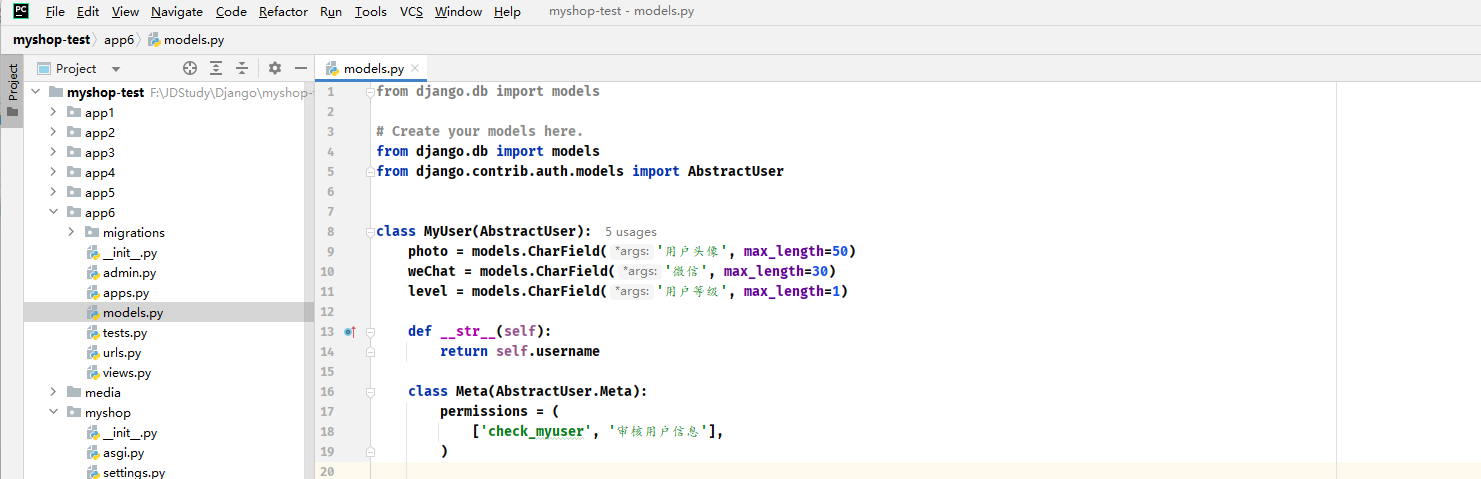 PC File Edit View Navigate Code Refactor Run Tools VCS Window Help myshop-test - models.py
myshop-test app6 models.py
Project
Project
models.py
myshop-test F:\JDStudy\Django\myshop-
app1
app2
app3
app4
app5
app6
migrations
__init__.py
admin.py
apps.py
models.py
tests.py
urls.py
views.py
media
myshop
__init__.py
asgi.py
settings.py
1 from django.db import models
2
3 # Create your models here.
4 from django.db import models
5 from django.contrib.auth.models import AbstractUser
6
7
8 class MyUser(AbstractUser): 5 usages
9 photo = models.CharField( *args: '用户头像', max_length=50)
10 weChat = models.CharField( *args: '微信', max_length=30)
11 level = models.CharField( *args: '用户等级', max_length=1)
12
13 def __str__(self):
14 return self.username
15
16 class Meta(AbstractUser.Meta):
17 permissions = (
18 ['check_myuser', '审核用户信息'],
19 )
20